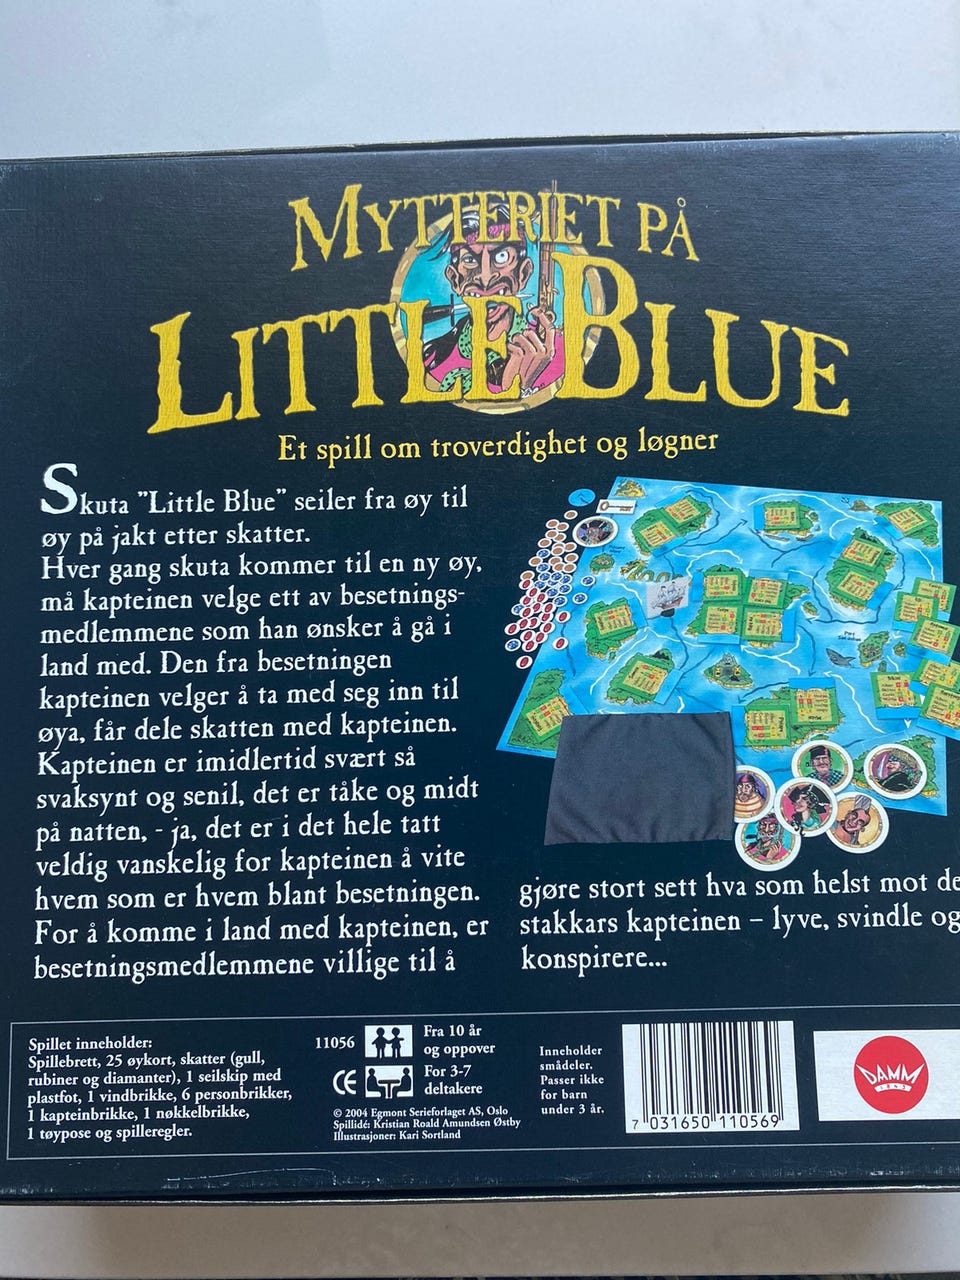 MYTTERIET PÅ
LITTLE BLUE
Et spill om troverdighet og løgner
Skuta "Little Blue" seiler fra øy til
øy på jakt etter skatter.
Hver gang skuta kommer til en ny øy,
må kapteinen velge ett av besetnings-
medlemmene som han ønsker å gå i
land med. Den fra besetningen
kapteinen velger å ta med seg inn til
øya, får dele skatten med kapteinen.
Kapteinen er imidlertid svært så
svaksynt og senil, det er tåke og midt
på natten, - ja, det er i det hele tatt
veldig vanskelig for kapteinen å vite
hvem som er hvem blant besetningen.
For å komme i land med kapteinen, er
besetningsmedlemmene villige til å
gjøre stort sett hva som helst mot de
stakkars kapteinen – lyve, svindle og
konspirere...
Spillet inneholder:
Spillebrett, 25 øykort, skatter (gull,
rubiner og diamanter), 1 seilskip med
plastfot, 1 vindbrikke, 6 personbrikker,
1 kapteinbrikke, 1 nøkkelbrikke,
1 tøypose og spilleregler.
11056
Fra 10 år
og oppover
CE
For 3-7
deltakere
© 2004 Egmont Serieforlaget AS, Oslo
Spillidé: Kristian Roald Amundsen Østby
Illustrasjoner: Kari Sortland
Inneholder
smådeler.
Passer ikke
for barn
under 3 år.
7 031650 110569
DAMM